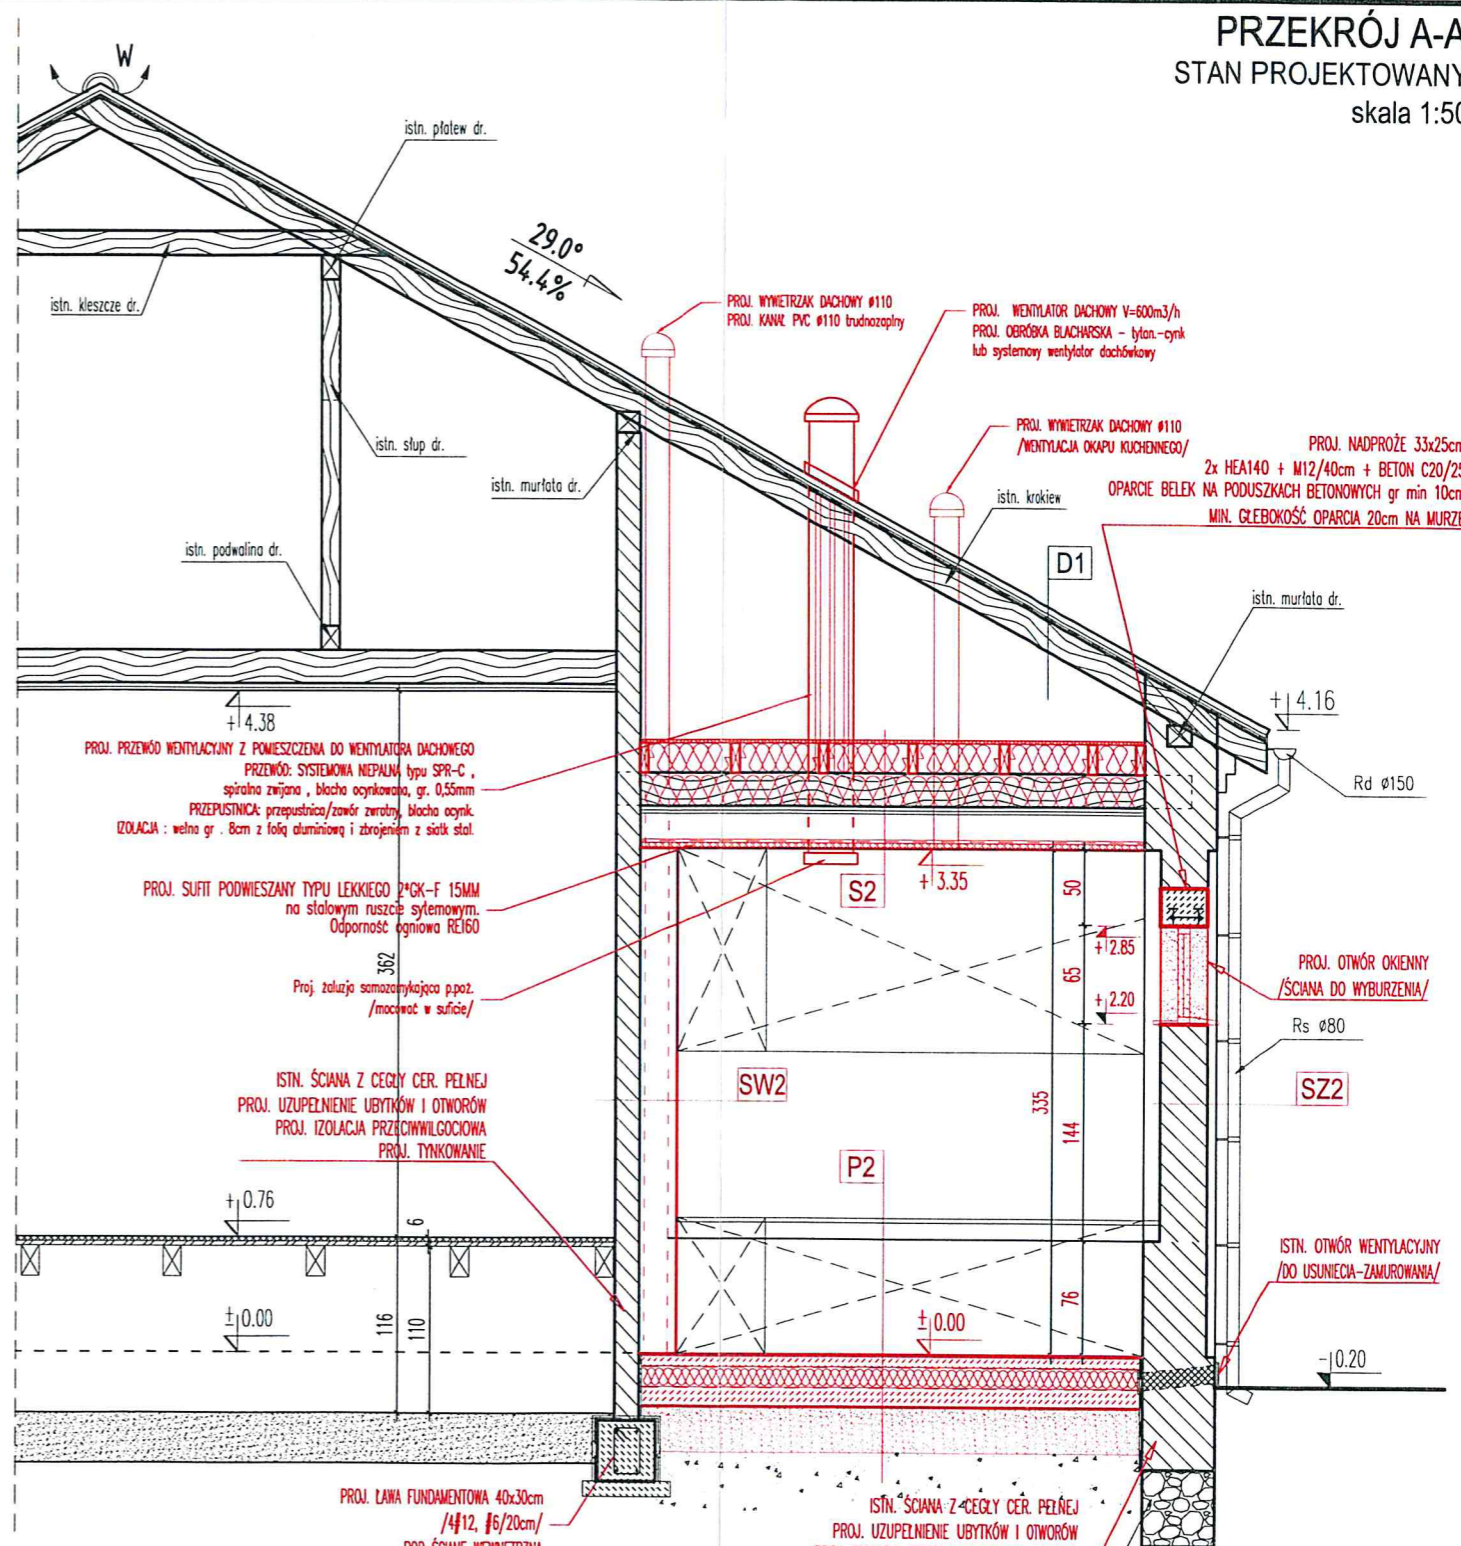 PRZEKRÓJ A-A
STAN PROJEKTOWANY
skala 1:50
W
istn. płatew dr.
29.0°
54.4%
istn. kleszcze dr.
PROJ. WYWIETRZAK DACHOWY ø110
PROJ. KANAŁ PVC ø110 trudnozaplny
PROJ. WENTYLATOR DACHOWY V=600m3/h
PROJ. OBRÓBKA BLACHARSKA - tytan.-cynk
lub systemowy wentylator dachówkowy
istn. słup dr.
istn. murłata dr.
PROJ. WYWIETRZAK DACHOWY ø110
/WENTYLACJA OKAPU KUCHENNEGO/
istn. krokiew
PROJ. NADPROŻE 33x25cm
2x HEA140 + M12/40cm + BETON C20/25
OPARCIE BELEK NA PODUSZKACH BETONOWYCH gr min 10cm
MIN. GŁEBOKOŚĆ OPARCIA 20cm NA MURZE
istn. podwalina dr.
D1
istn. murłata dr.
+4.16
+4.38
PROJ. PRZEWÓD WENTYLACYJNY Z POMIESZCZENIA DO WENTYLATORA DACHOWEGO
PRZEWÓD: SYSTEMOWA NIEPALNA typu SPR-C ,
spiralna zwijana , blacha ocynkowana, gr. 0,55mm
PRZEPUSTNICA: przepustnica/zawór zwrotny, blacha ocynk.
IZOLACJA : wełna gr . 8cm z folią aluminiową i zbrojeniem z siatk stal.
Rd ø150
PROJ. SUFIT PODWIESZANY TYPU LEKKIEGO 2*GK-F 15MM
na stalowym ruszcie sytemowym.
Odporność ogniowa REI60
S2
+3.35
50
362
+2.85
65
+2.20
Proj. żaluzja samozamykająca p.poż.
/mocować w suficie/
PROJ. OTWÓR OKIENNY
/ŚCIANA DO WYBURZENIA/
Rs ø80
ISTN. ŚCIANA Z CEGŁY CER. PEŁNEJ
PROJ. UZUPEŁNIENIE UBYTKÓW I OTWORÓW
PROJ. IZOLACJA PRZECIWWILGOCIOWA
PROJ. TYNKOWANIE
SW2
SZ2
335
144
P2
+0.76
6
ISTN. OTWÓR WENTYLACYJNY
/DO USUNIECIA-ZAMUROWANIA/
76
±0.00
116
110
±0.00
-0.20
PROJ. ŁAWA FUNDAMENTOWA 40x30cm
/4#12, #6/20cm/
POD ŚCIANĘ WEWNĘTRZNĄ
ISTN. ŚCIANA Z CEGŁY CER. PEŁNEJ
PROJ. UZUPEŁNIENIE UBYTKÓW I OTWORÓW